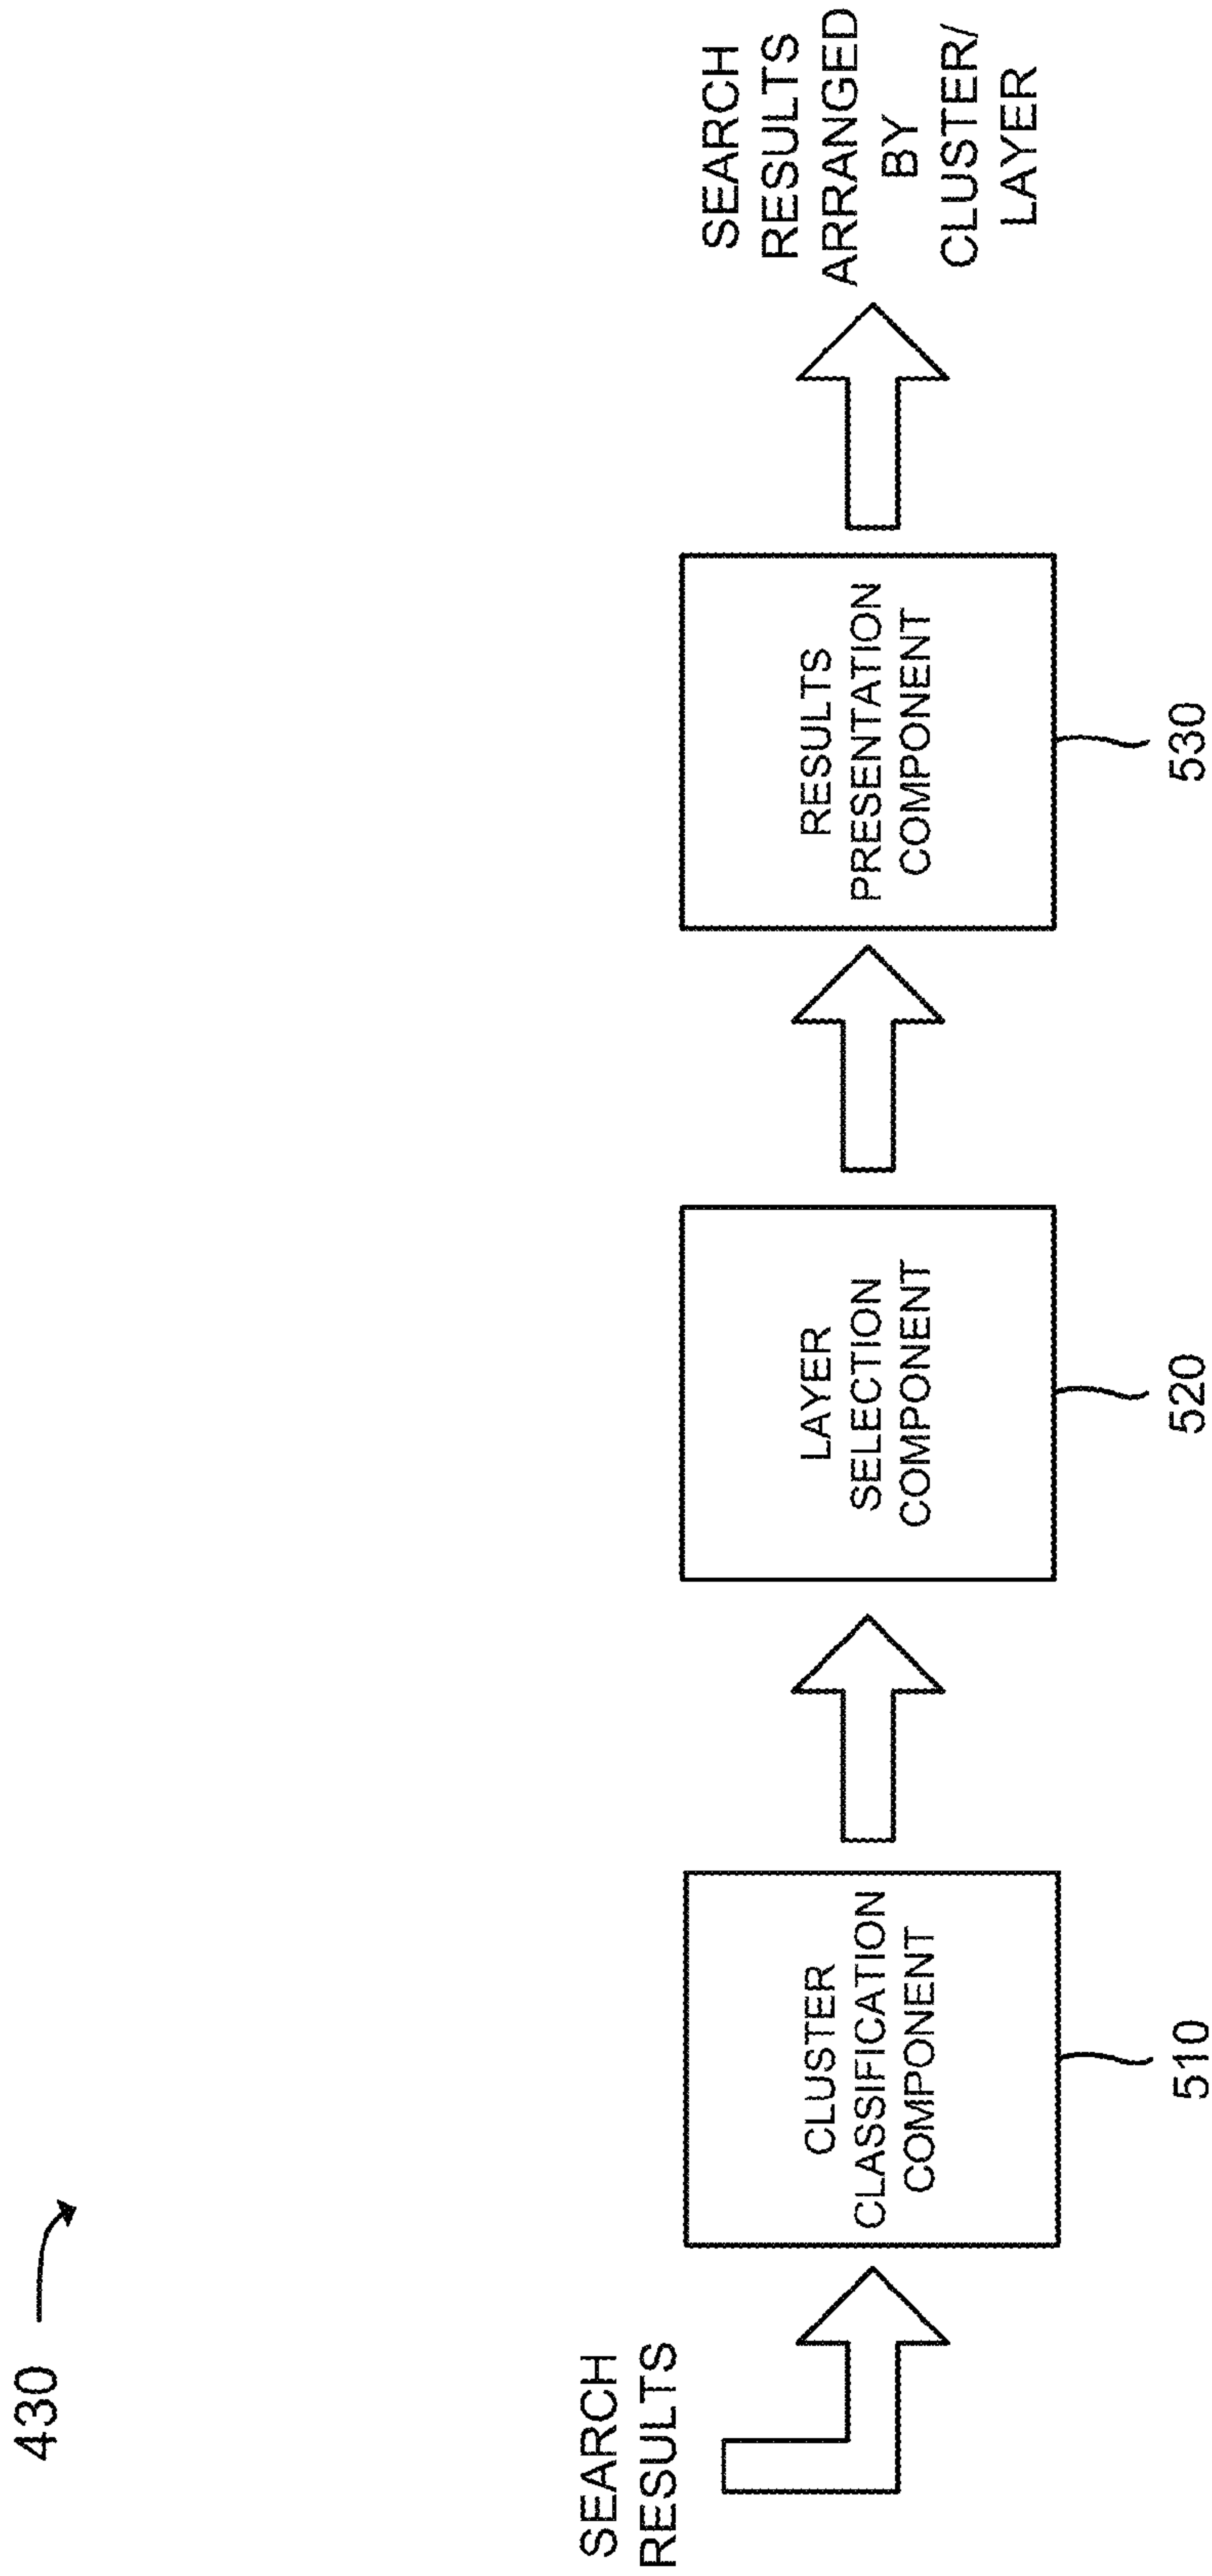 430
SEARCH
RESULTS
CLUSTER
CLASSIFICATION
COMPONENT
510
LAYER
SELECTION
COMPONENT
520
RESULTS
PRESENTATION
COMPONENT
530
SEARCH
RESULTS
ARRANGED
BY
CLUSTER/
LAYER